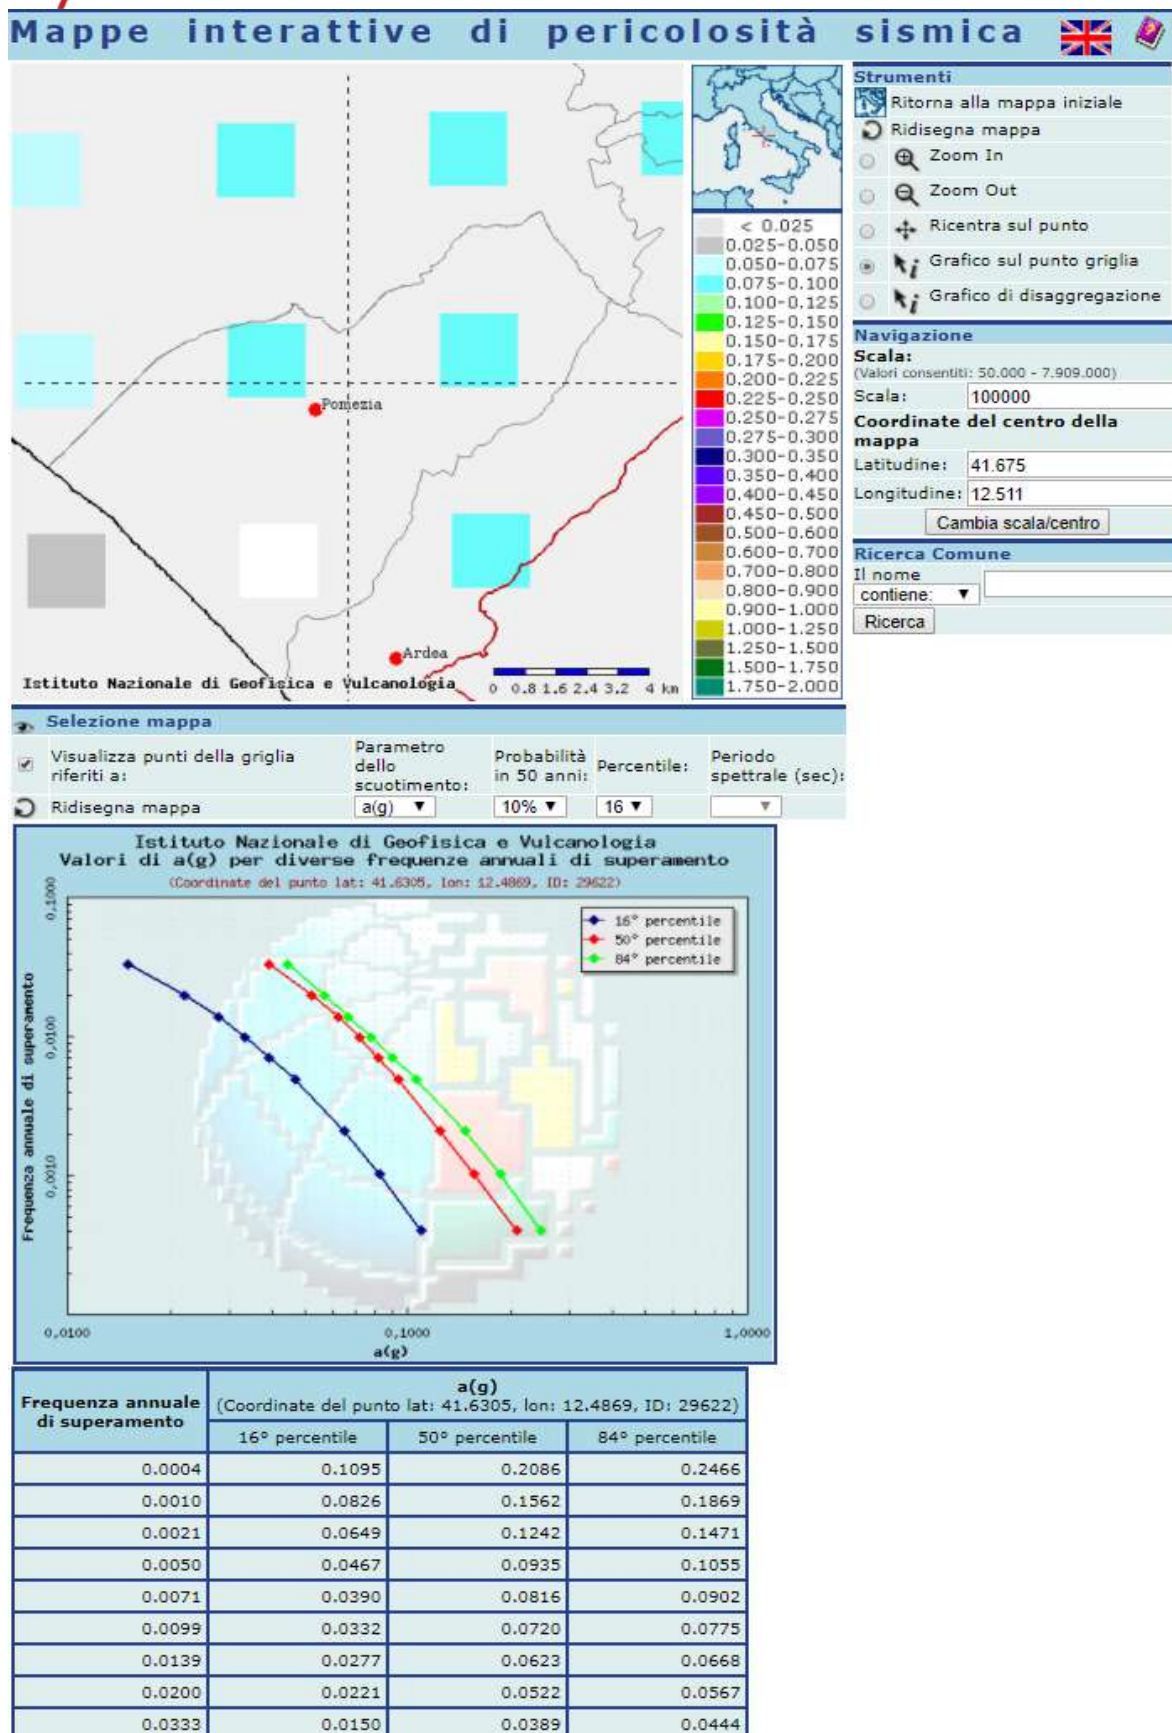 Mappe interattive di pericolosità sismica
Pomezia
Ardea
Istituto Nazionale di Geofisica e Vulcanologia
0 0.8 1.6 2.4 3.2 4 km
< 0.025
0.025-0.050
0.050-0.075
0.075-0.100
0.100-0.125
0.125-0.150
0.150-0.175
0.175-0.200
0.200-0.225
0.225-0.250
0.250-0.275
0.275-0.300
0.300-0.350
0.350-0.400
0.400-0.450
0.450-0.500
0.500-0.600
0.600-0.700
0.700-0.800
0.800-0.900
0.900-1.000
1.000-1.250
1.250-1.500
1.500-1.750
1.750-2.000
Strumenti
Ritorna alla mappa iniziale
Ridisegna mappa
Zoom In
Zoom Out
Ricentra sul punto
Grafico sul punto griglia
Grafico di disaggregazione
Navigazione
Scala:
(Valori consentiti: 50.000 - 7.909.000)
Scala: 100000
Coordinate del centro della
mappa
Latitudine: 41.675
Longitudine: 12.511
Cambia scala/centro
Ricerca Comune
Il nome
contiene:
Ricerca
Selezione mappa
Visualizza punti della griglia
riferiti a:
Parametro
dello
scuotimento:
Probabilità
in 50 anni:
Percentile:
Periodo
spettrale (sec):
Ridisegna mappa
a(g)
10%
16
Istituto Nazionale di Geofisica e Vulcanologia
Valori di a(g) per diverse frequenze annuali di superamento
(Coordinate del punto lat: 41.6305, lon: 12.4869, ID: 29622)
16° percentile
50° percentile
84° percentile
Frequenza annuale di superamento
0,1000
0,0100
0,0010
0,0100 0,1000 1,0000
a(g)
Frequenza annuale
di superamento
a(g)
(Coordinate del punto lat: 41.6305, lon: 12.4869, ID: 29622)
16° percentile 50° percentile 84° percentile
0.0004 0.1095 0.2086 0.2466
0.0010 0.0826 0.1562 0.1869
0.0021 0.0649 0.1242 0.1471
0.0050 0.0467 0.0935 0.1055
0.0071 0.0390 0.0816 0.0902
0.0099 0.0332 0.0720 0.0775
0.0139 0.0277 0.0623 0.0668
0.0200 0.0221 0.0522 0.0567
0.0333 0.0150 0.0389 0.0444